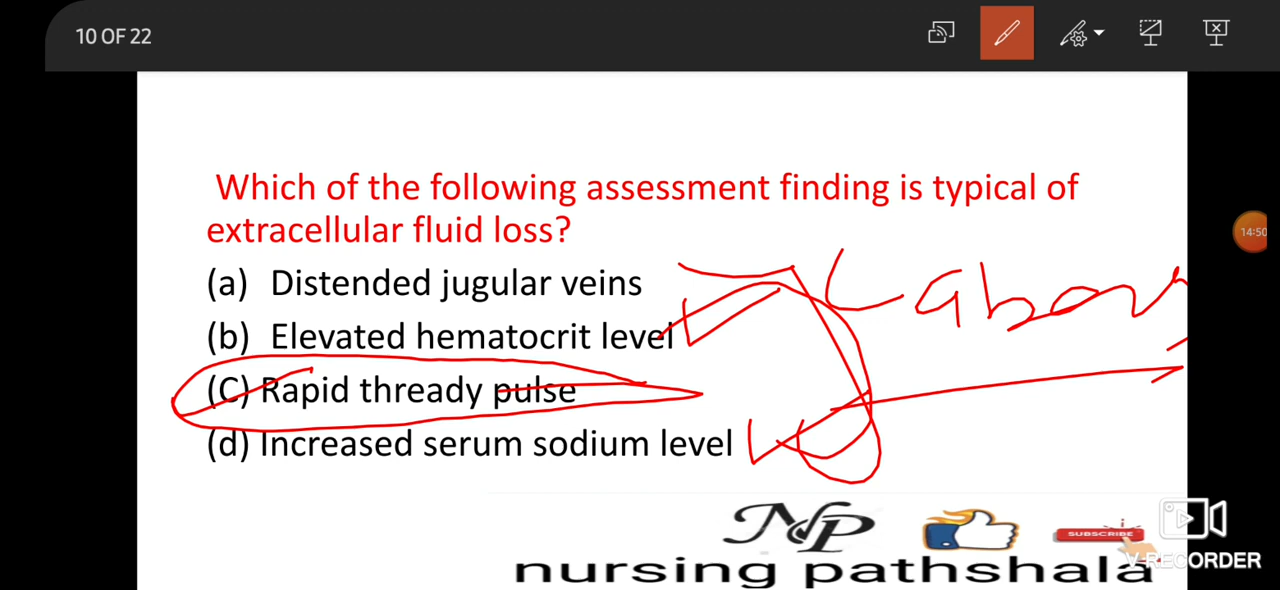 10 OF 22
Which of the following assessment finding is typical of
extracellular fluid loss?
(a) Distended jugular veins
(b) Elevated hematocrit level
(C) Rapid thready pulse
(d) Increased serum sodium level
14:50
NP
SUBSCRIBE
nursing pathshala
V-RECORDER